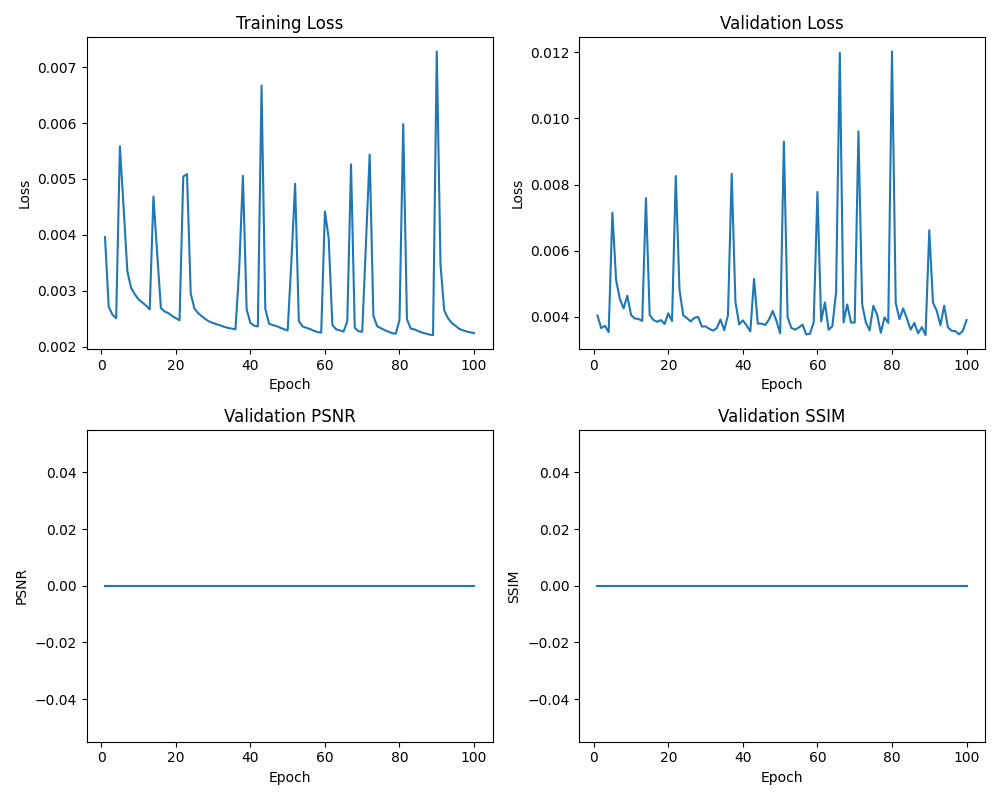 Training Loss
Validation Loss
0.007
0.006
0.005
0.004
0.003
0.002
Loss
0 20 40 60 80 100
Epoch
0.012
0.010
0.008
0.006
0.004
Loss
0 20 40 60 80 100
Epoch
Validation PSNR
Validation SSIM
0.04
0.02
0.00
−0.02
−0.04
PSNR
0 20 40 60 80 100
Epoch
0.04
0.02
0.00
−0.02
−0.04
SSIM
0 20 40 60 80 100
Epoch